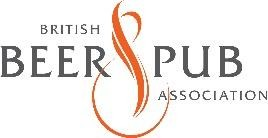 BRITISH
BEER & PUB
ASSOCIATION